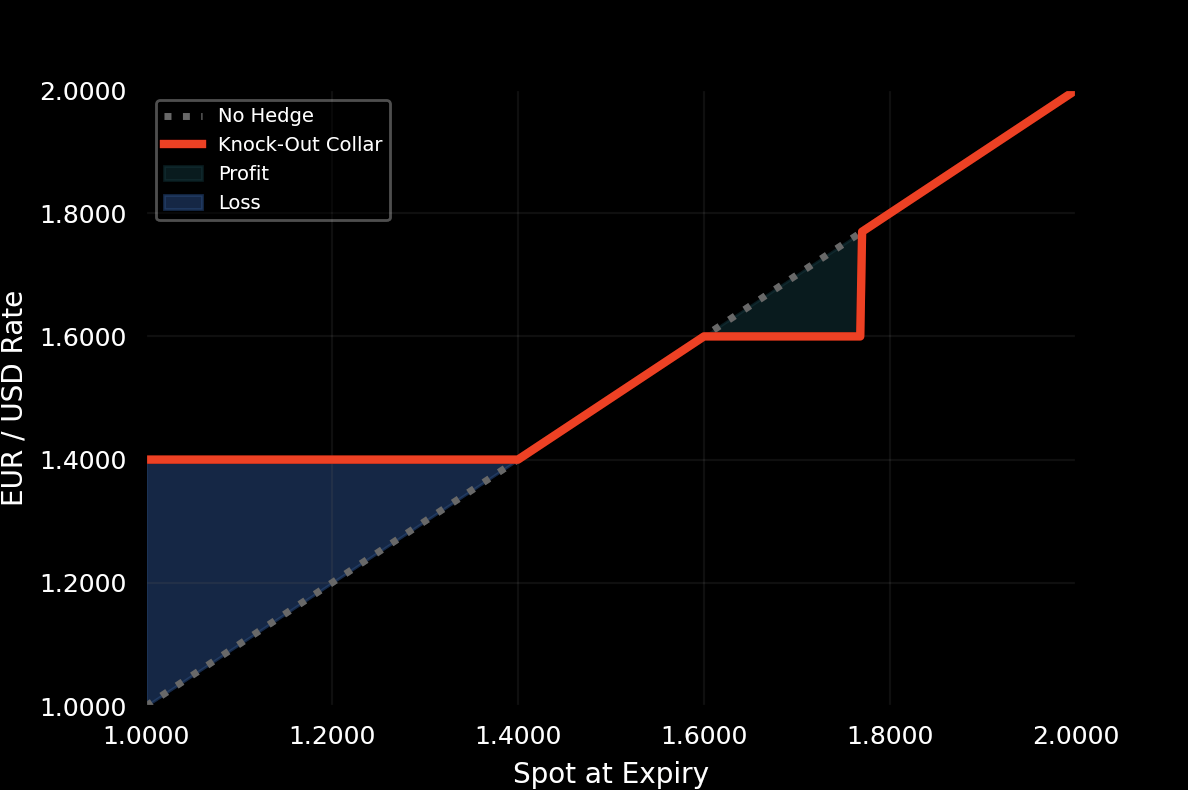 2.0000
1.8000
1.6000
1.4000
1.2000
1.0000
EUR / USD Rate
No Hedge
Knock-Out Collar
Profit
Loss
1.0000 1.2000 1.4000 1.6000 1.8000 2.0000
Spot at Expiry